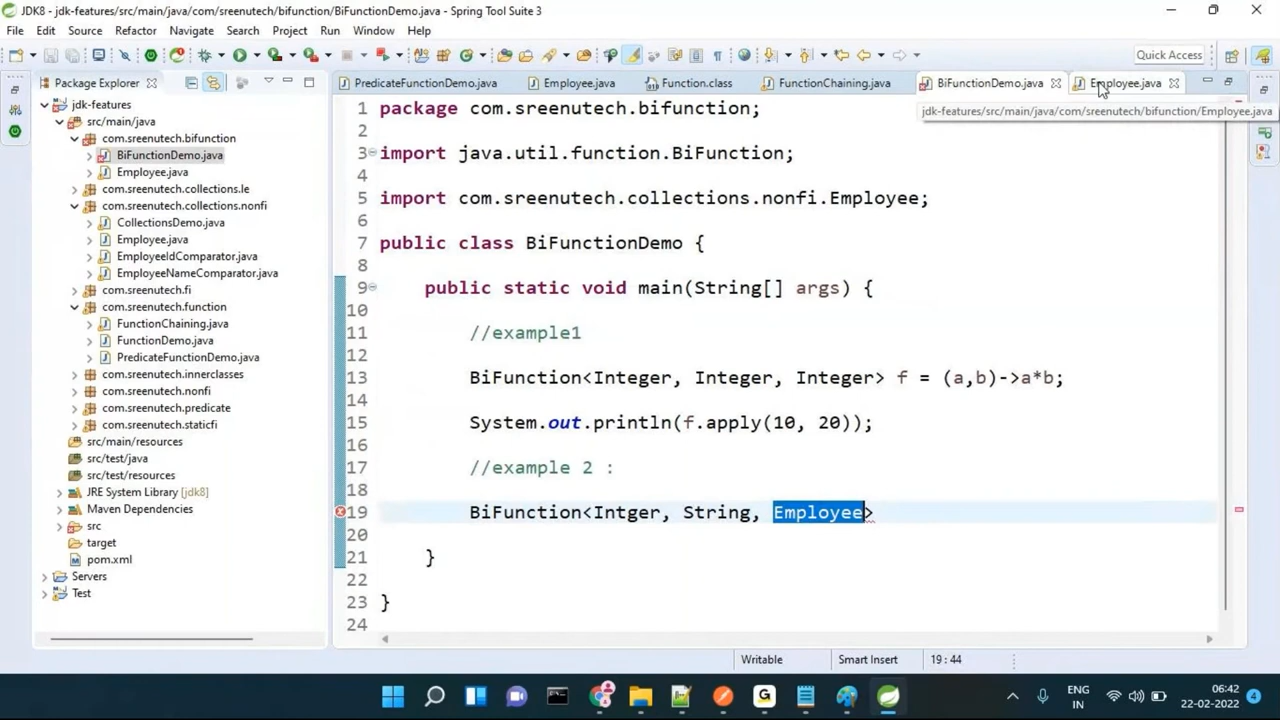 JDK8 - jdk-features/src/main/java/com/sreenutech/bifunction/BiFunctionDemo.java - Spring Tool Suite 3
File Edit Source Refactor Navigate Search Project Run Window Help
Quick Access
Package Explorer
PredicateFunctionDemo.java Employee.java Function.class FunctionChaining.java BiFunctionDemo.java Employee.java
jdk-features/src/main/java/com/sreenutech/bifunction/Employee.java
jdk-features
src/main/java
com.sreenutech.bifunction
BiFunctionDemo.java
Employee.java
com.sreenutech.collections.le
com.sreenutech.collections.nonfi
CollectionsDemo.java
Employee.java
EmployeeIdComparator.java
EmployeeNameComparator.java
com.sreenutech.fi
com.sreenutech.function
FunctionChaining.java
FunctionDemo.java
PredicateFunctionDemo.java
com.sreenutech.innerclasses
com.sreenutech.nonfi
com.sreenutech.predicate
com.sreenutech.staticfi
src/main/resources
src/test/java
src/test/resources
JRE System Library [jdk8]
Maven Dependencies
src
target
pom.xml
Servers
Test
1 package com.sreenutech.bifunction;
2
3 import java.util.function.BiFunction;
4
5 import com.sreenutech.collections.nonfi.Employee;
6
7 public class BiFunctionDemo {
8
9 public static void main(String[] args) {
10
11 //example1
12
13 BiFunction<Integer, Integer, Integer> f = (a,b)->a*b;
14
15 System.out.println(f.apply(10, 20));
16
17 //example 2 :
18
19 BiFunction<Intger, String, Employee>
20
21 }
22
23 }
24
Writable Smart Insert 19 : 44
ENG
IN
06:42
22-02-2022
4